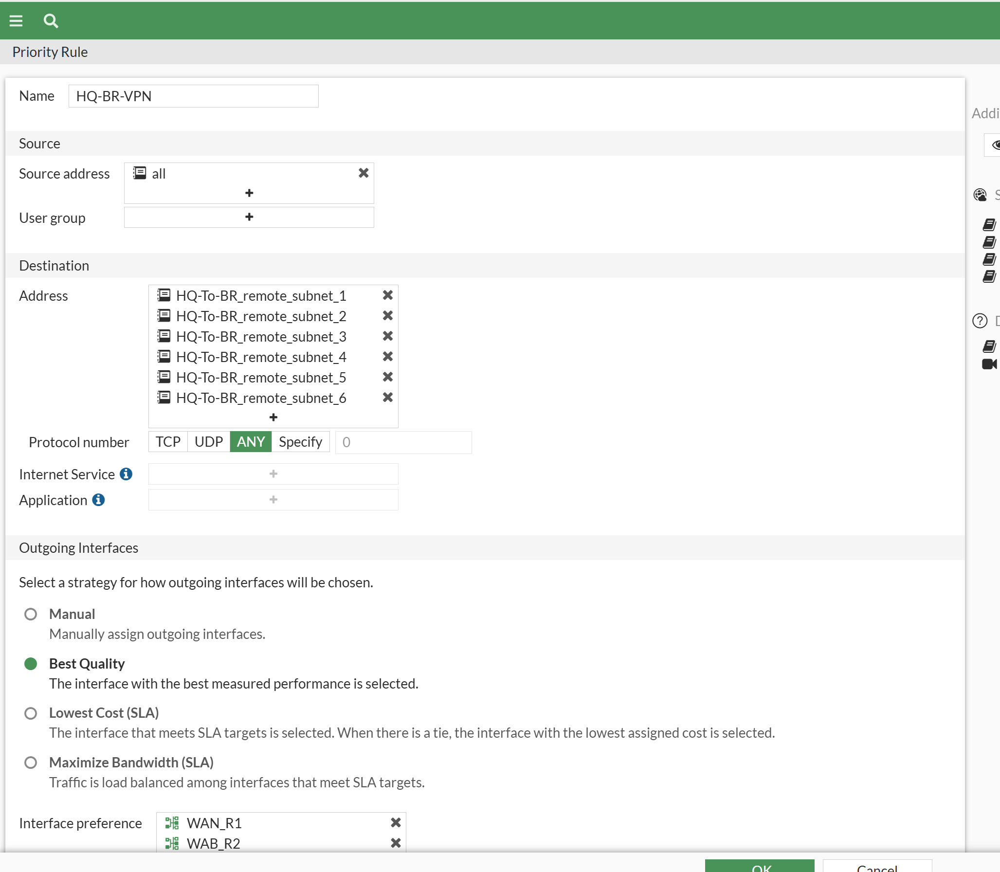 Priority Rule
Name HQ-BR-VPN
Addi
Source
Source address all
User group
Destination
Address HQ-To-BR_remote_subnet_1
HQ-To-BR_remote_subnet_2
HQ-To-BR_remote_subnet_3
HQ-To-BR_remote_subnet_4
HQ-To-BR_remote_subnet_5
HQ-To-BR_remote_subnet_6
Protocol number TCP UDP ANY Specify 0
Internet Service
Application
Outgoing Interfaces
Select a strategy for how outgoing interfaces will be chosen.
Manual
Manually assign outgoing interfaces.
Best Quality
The interface with the best measured performance is selected.
Lowest Cost (SLA)
The interface that meets SLA targets is selected. When there is a tie, the interface with the lowest assigned cost is selected.
Maximize Bandwidth (SLA)
Traffic is load balanced among interfaces that meet SLA targets.
Interface preference WAN_R1
WAB_R2
OK Cancel